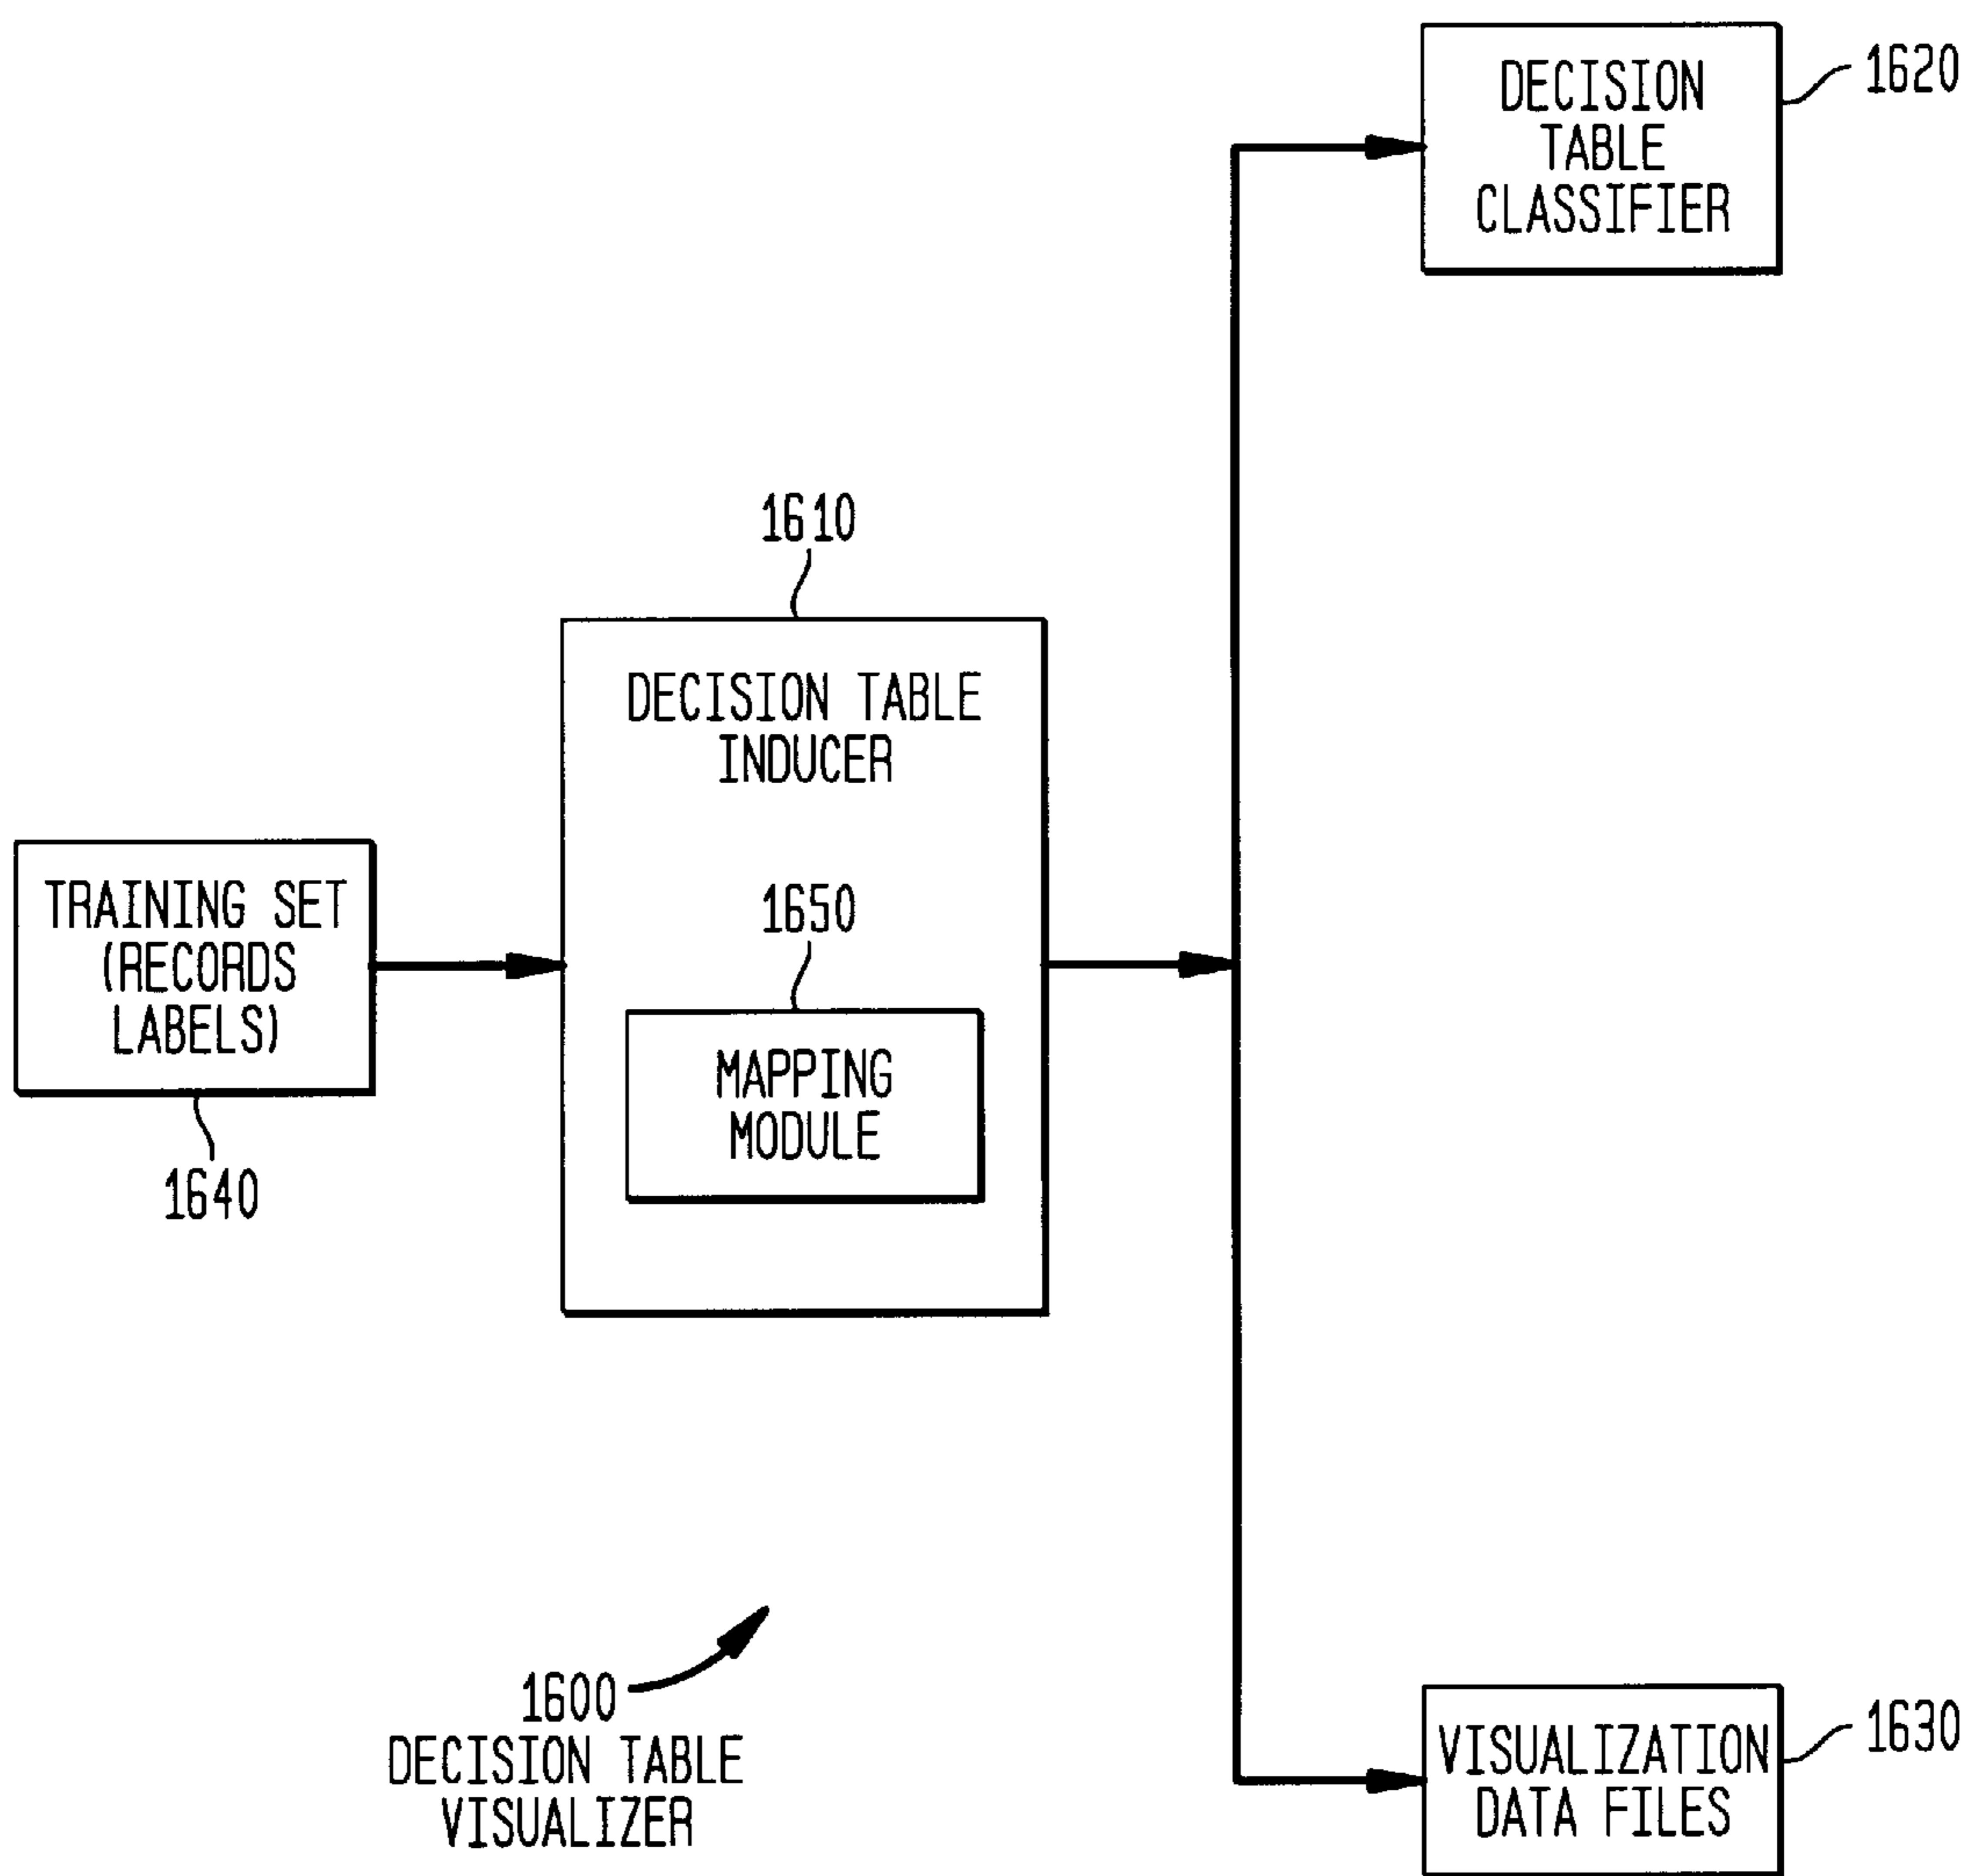 DECISION
TABLE
CLASSIFIER
1620
1610
DECISION TABLE
INDUCER
TRAINING SET
(RECORDS
LABELS)
1640
1650
MAPPING
MODULE
1600
DECISION TABLE
VISUALIZER
VISUALIZATION
DATA FILES
1630